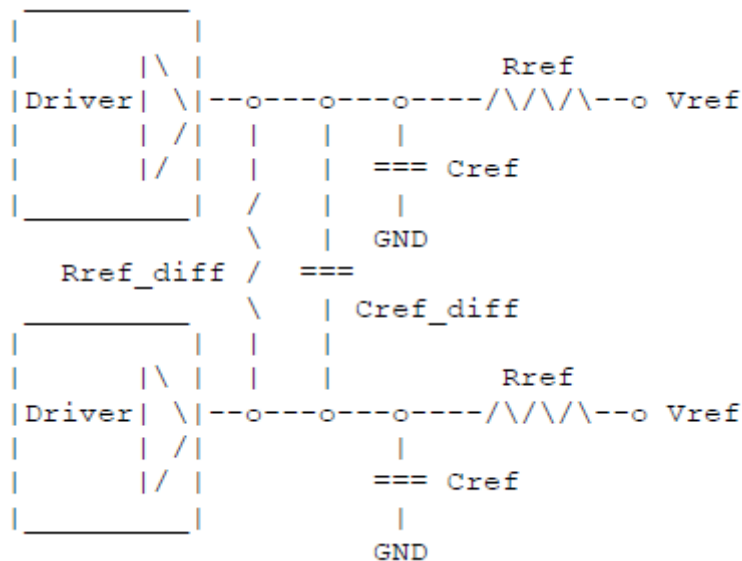 Rref
Driver Vref
Cref
GND
Rref_diff
Cref_diff
Rref
Driver Vref
Cref
GND